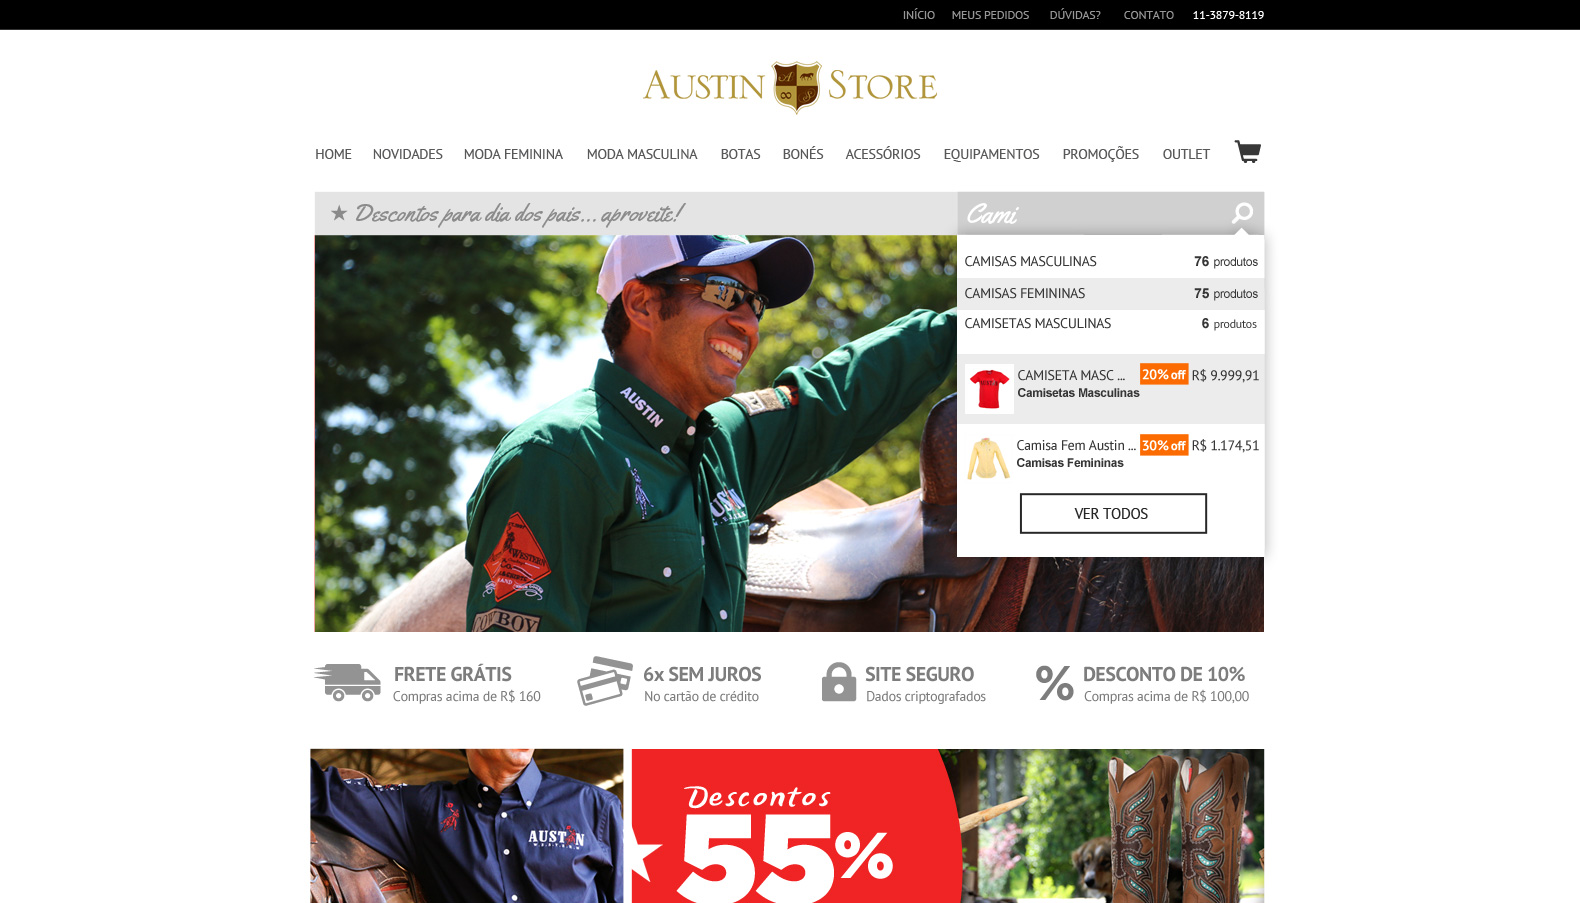 INÍCIO MEUS PEDIDOS DÚVIDAS? CONTATO 11-3879-8119
AUSTIN STORE
HOME NOVIDADES MODA FEMININA MODA MASCULINA BOTAS BONÉS ACESSÓRIOS EQUIPAMENTOS PROMOÇÕES OUTLET
★ Descontos para dia dos pais... aproveite!
Cami
CAMISAS MASCULINAS 76 produtos
CAMISAS FEMININAS 75 produtos
CAMISETAS MASCULINAS 6 produtos
CAMISETA MASC ... 20% off R$ 9.999,91
Camisetas Masculinas
Camisa Fem Austin ... 30% off R$ 1.174,51
Camisas Femininas
VER TODOS
AUSTIN
AUSTIN
WESTERN
COWBOY
FRETE GRÁTIS
Compras acima de R$ 160
6x SEM JUROS
No cartão de crédito
SITE SEGURO
Dados criptografados
% DESCONTO DE 10%
Compras acima de R$ 100,00
AUSTIN
WESTERN
Descontos
55%